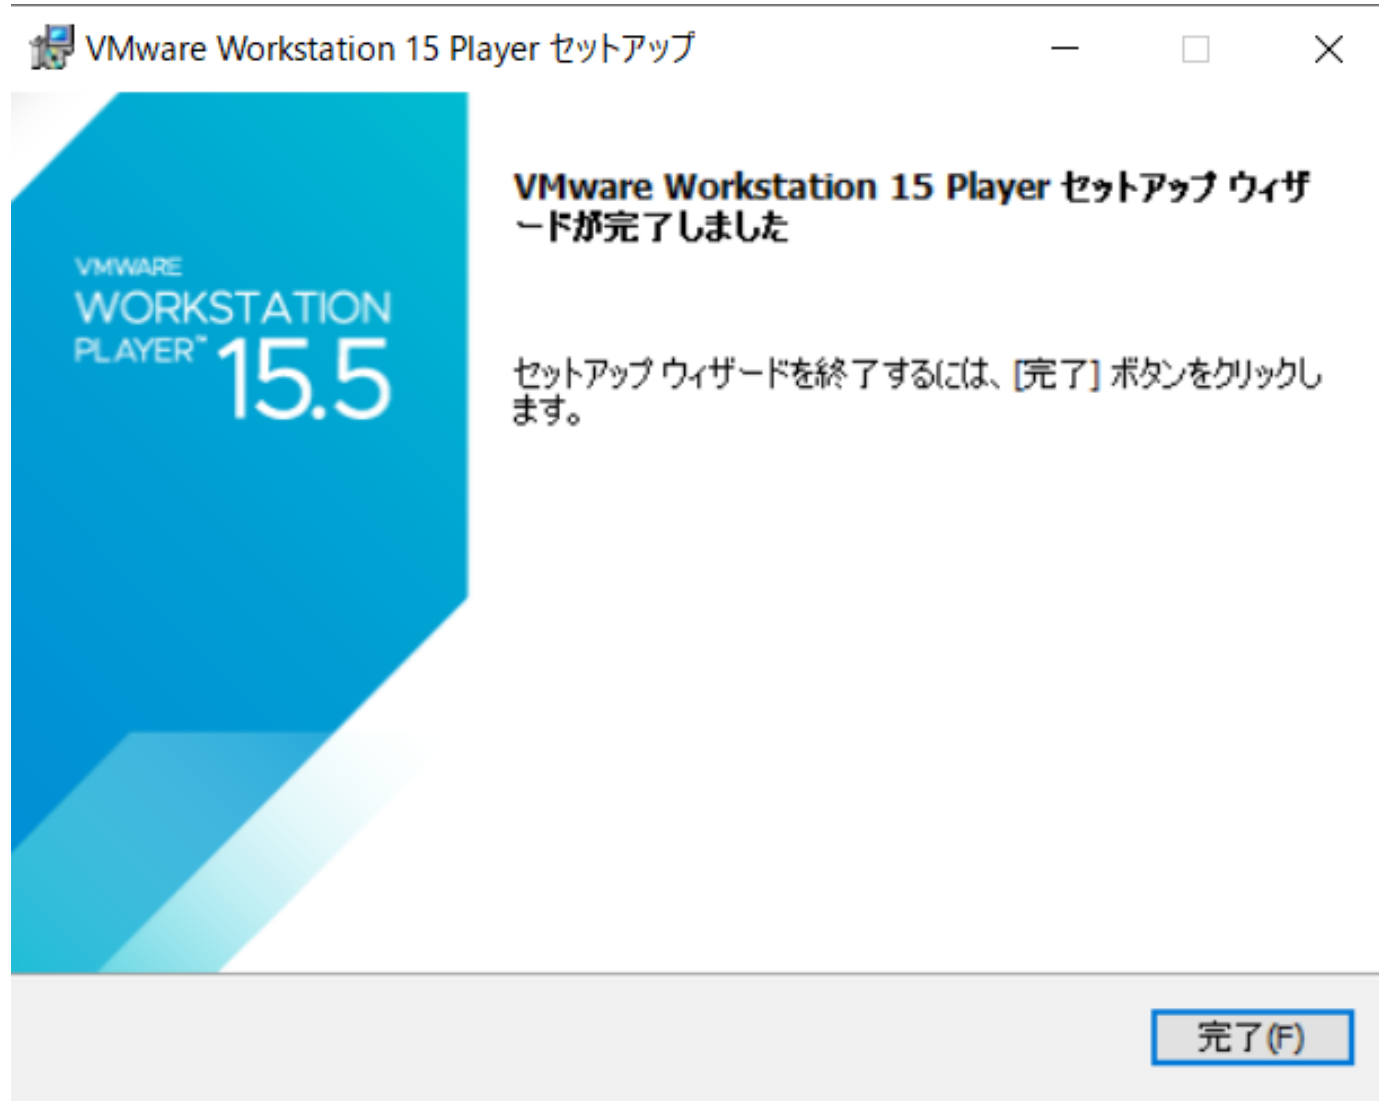 VMware Workstation 15 Player セットアップ
VMWARE
WORKSTATION
PLAYER™ 15.5
VMware Workstation 15 Player セットアップ ウィザ
ードが完了しました
セットアップ ウィザードを終了するには、[完了] ボタンをクリックし
ます。
完了(F)